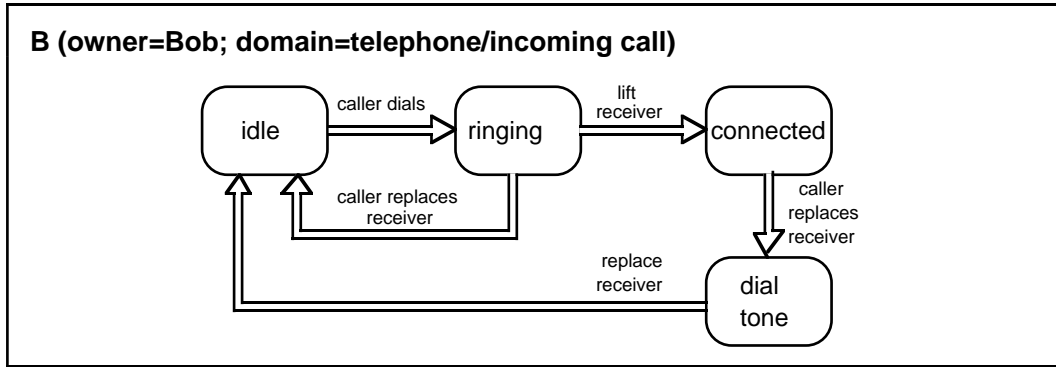 B (owner=Bob; domain=telephone/incoming call)
idle
caller dials
ringing
lift
receiver
connected
caller replaces
receiver
caller
replaces
receiver
replace
receiver
dial
tone